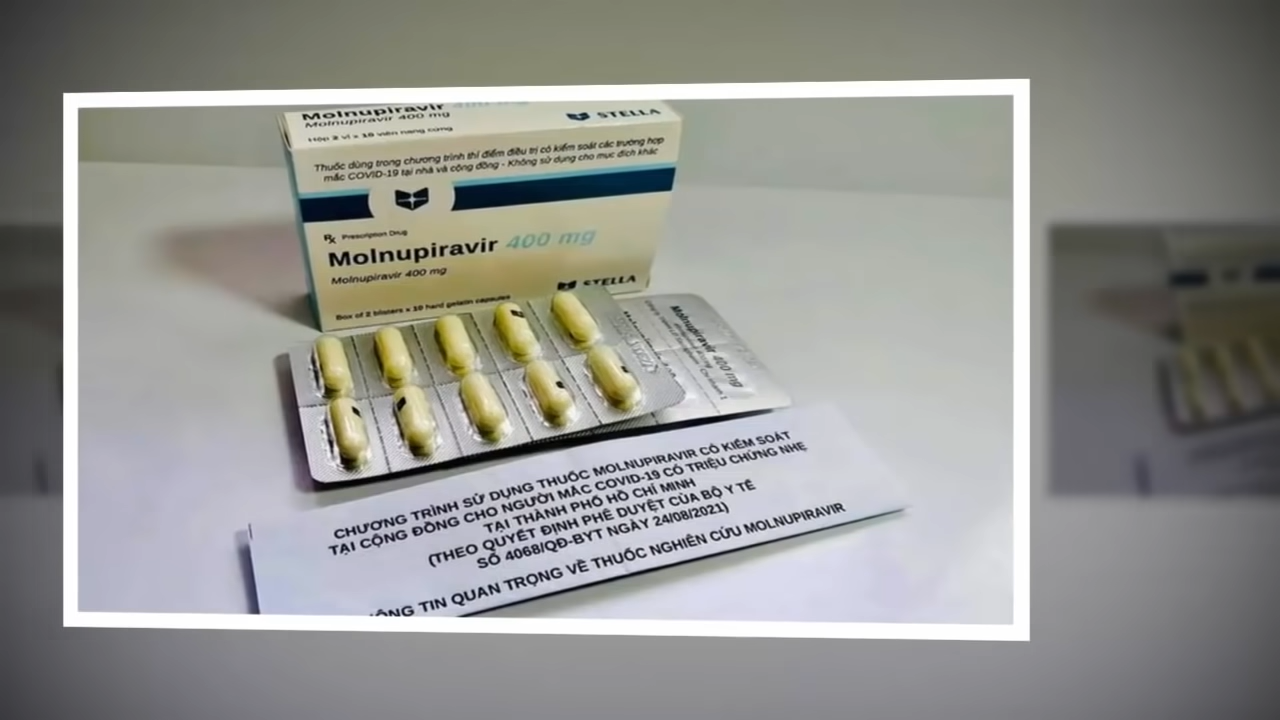 Molnupiravir 400 mg
Molnupiravir 400 mg
STELLA
Hộp 2 vỉ x 10 viên nang cứng
Thuốc dùng trong chương trình thí điểm điều trị có kiểm soát các trường hợp
mắc COVID-19 tại nhà và cộng đồng - Không sử dụng cho mục đích khác
Rx Prescription Drug
Molnupiravir 400 mg
Molnupiravir 400 mg
STELLA
Box of 2 blisters x 10 hard gelatin capsules
Molnupiravir 400 mg
CHƯƠNG TRÌNH SỬ DỤNG THUỐC MOLNUPIRAVIR CÓ KIỂM SOÁT
TẠI CỘNG ĐỒNG CHO NGƯỜI MẮC COVID-19 CÓ TRIỆU CHỨNG NHẸ
TẠI THÀNH PHỐ HỒ CHÍ MINH
(THEO QUYẾT ĐỊNH PHÊ DUYỆT CỦA BỘ Y TẾ
SỐ 4068/QĐ-BYT NGÀY 24/08/2021)
TIN QUAN TRỌNG VỀ THUỐC NGHIÊN CỨU MOLNUPIRAVIR